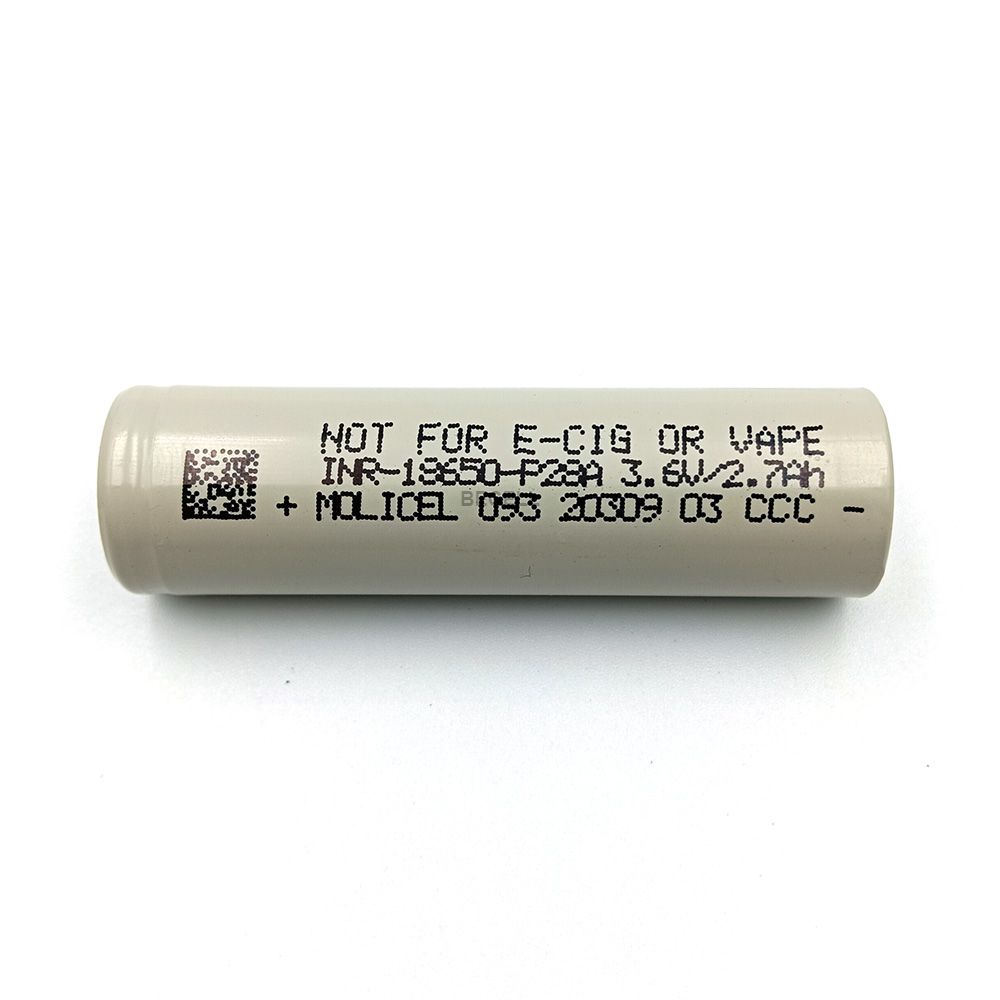 NOT FOR E-CIG OR VAPE
INR-18650-P28A 3.6V/2.7Ah
+ MOLICEL 093 20309 03 CCC -